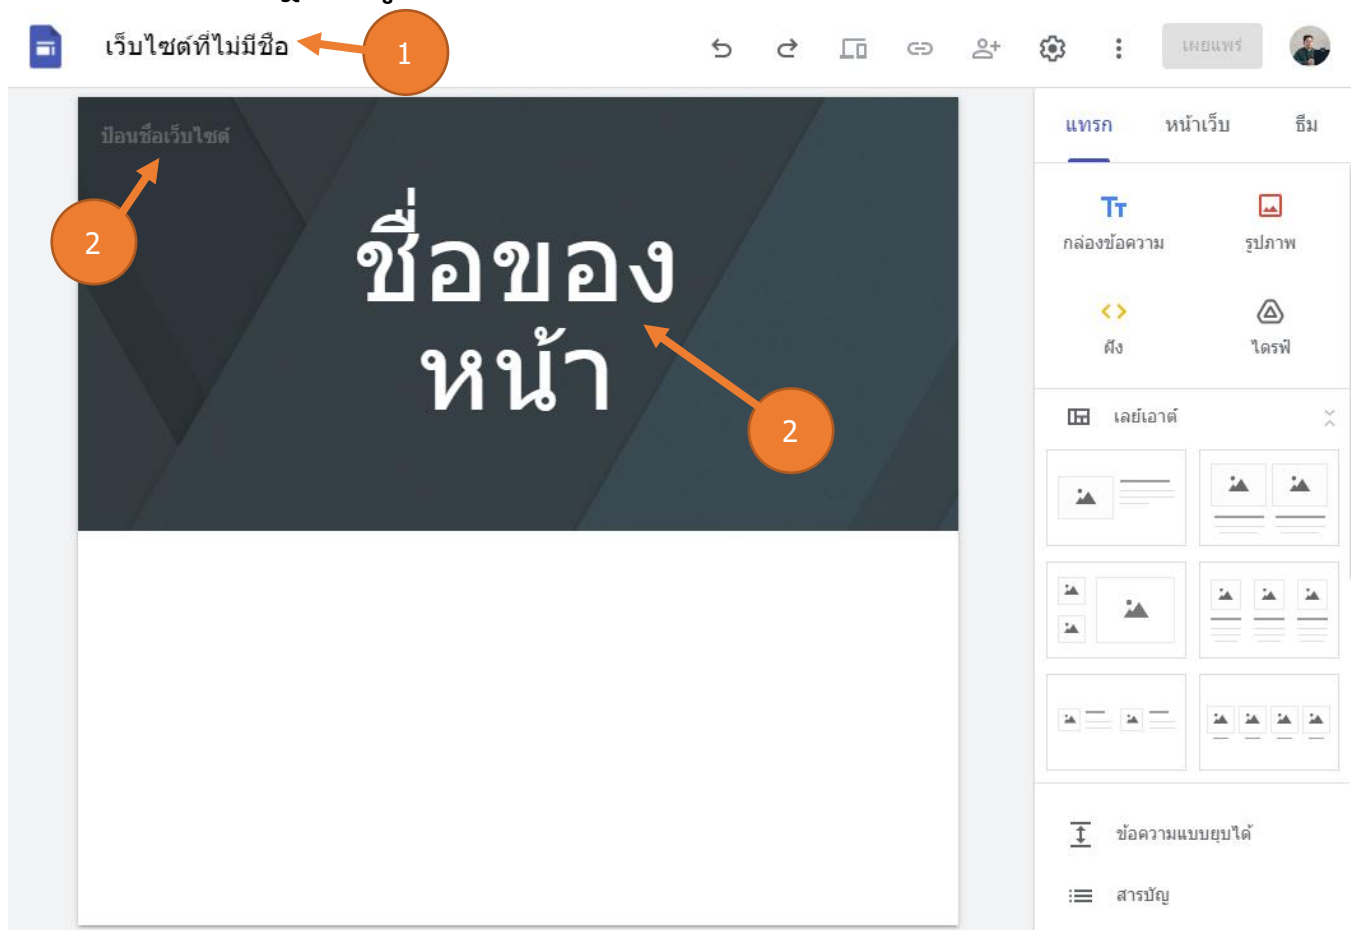 เว็บไซต์ที่ไม่มีชื่อ
1
เผยแพร่
ป้อนชื่อเว็บไซต์
2
ชื่อของ
หน้า
2
แทรก หน้าเว็บ ธีม
กล่องข้อความ รูปภาพ
ฝัง ไดรฟ์
เลย์เอาต์
ข้อความแบบยุบได้
สารบัญ